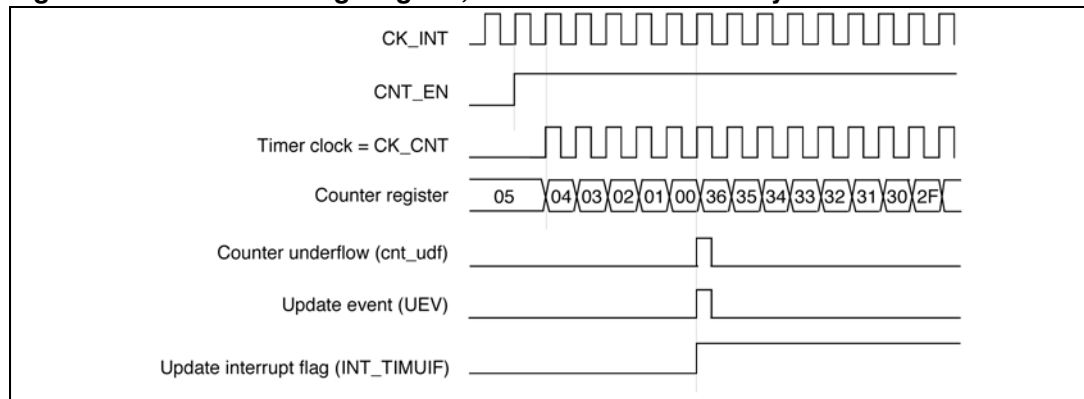 CK_INT
CNT_EN
Timer clock = CK_CNT
Counter register 05 04 03 02 01 00 36 35 34 33 32 31 30 2F
Counter underflow (cnt_udf)
Update event (UEV)
Update interrupt flag (INT_TIMUIF)